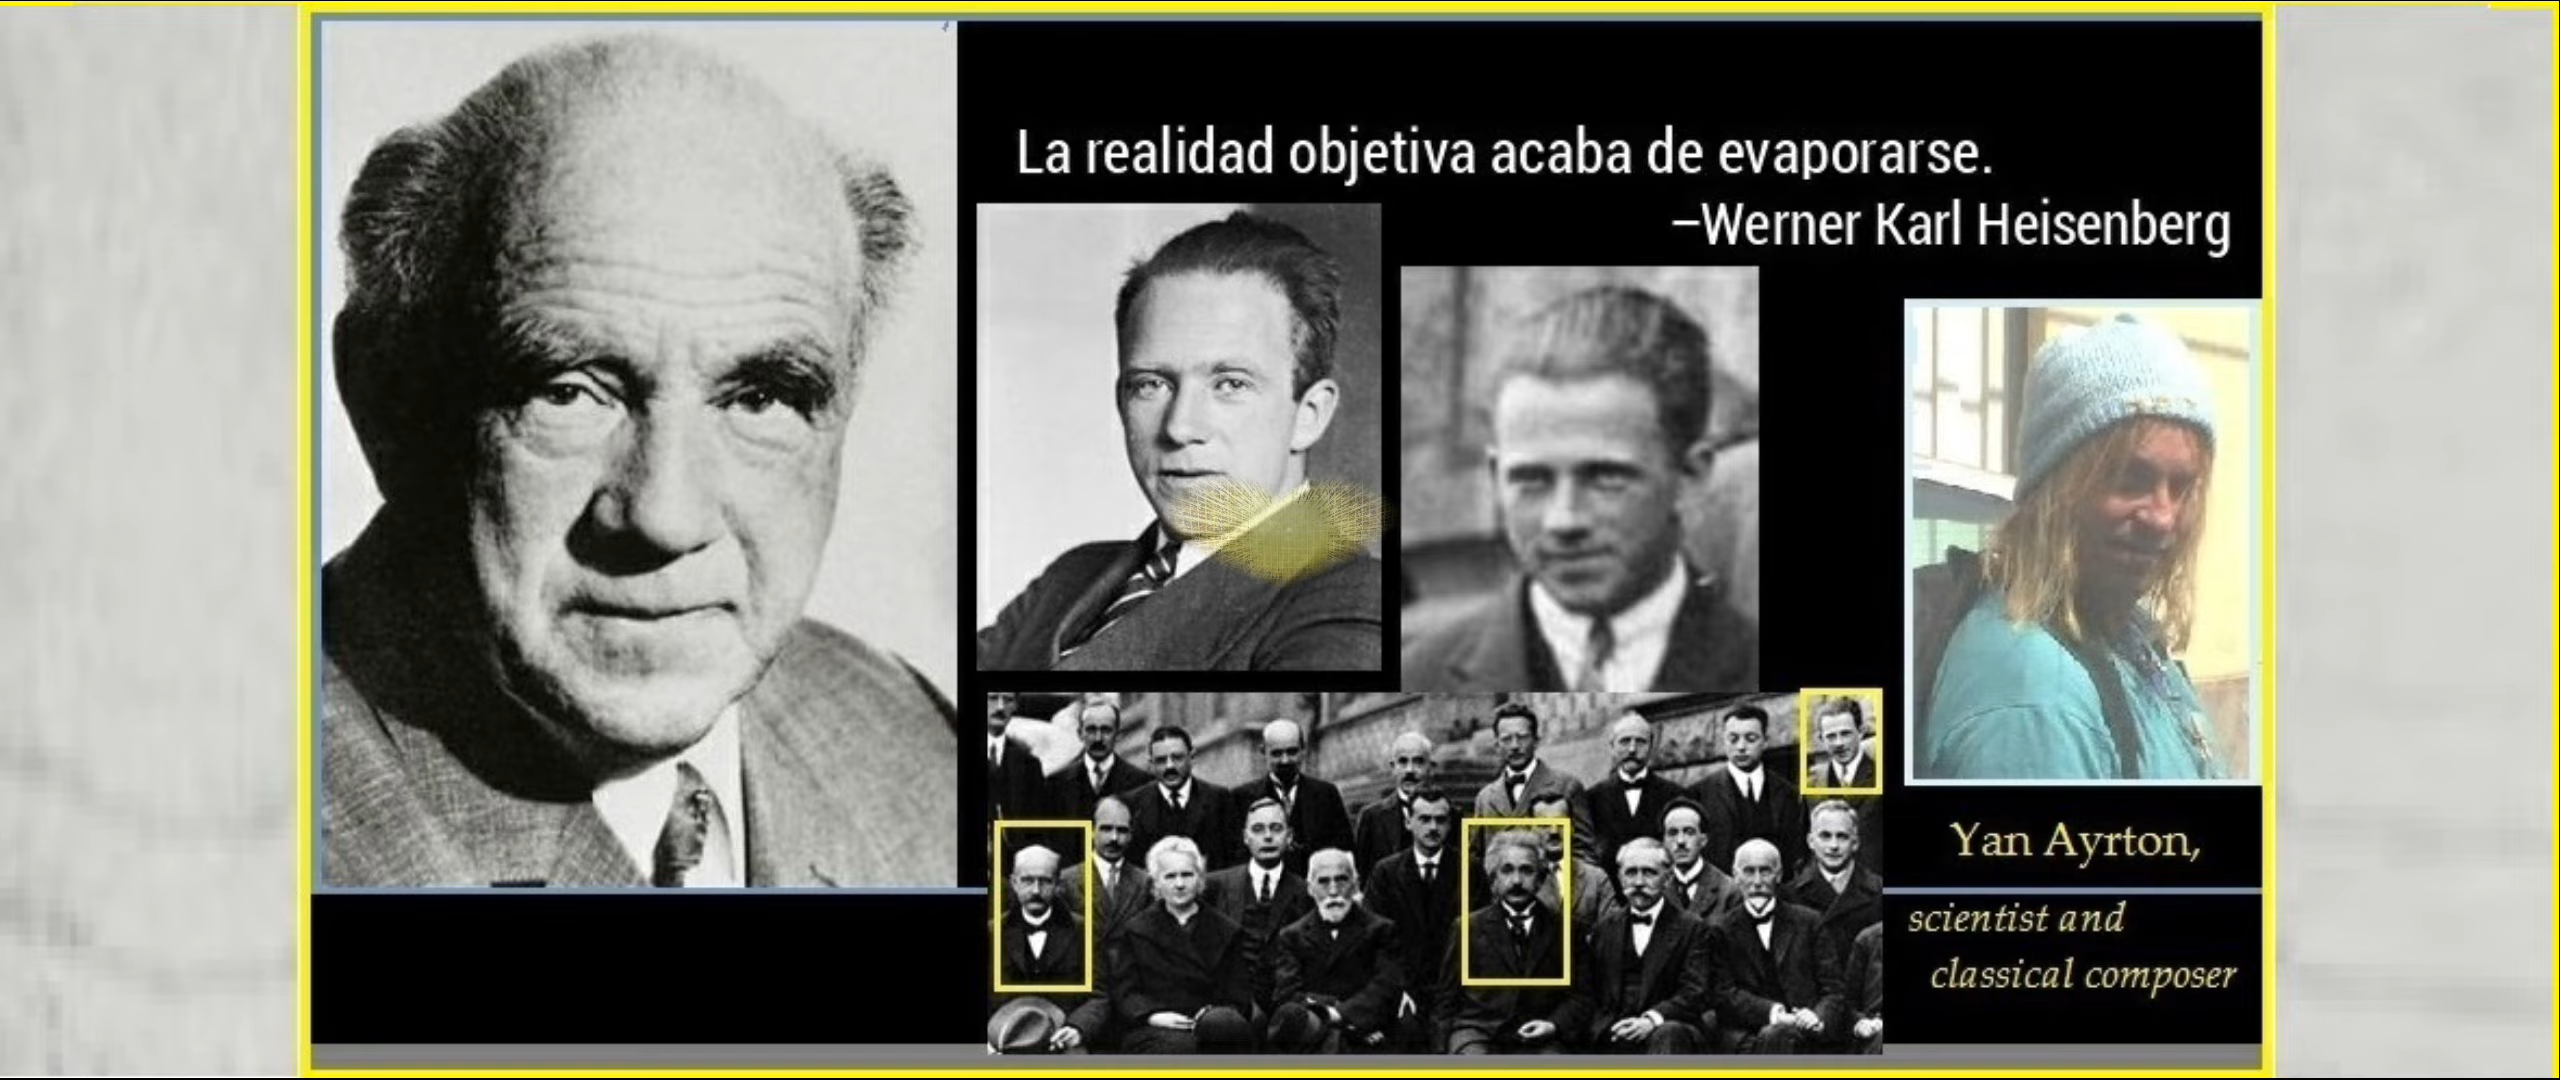 La realidad objetiva acaba de evaporarse.
–Werner Karl Heisenberg
Yan Ayrton,
scientist and
classical composer